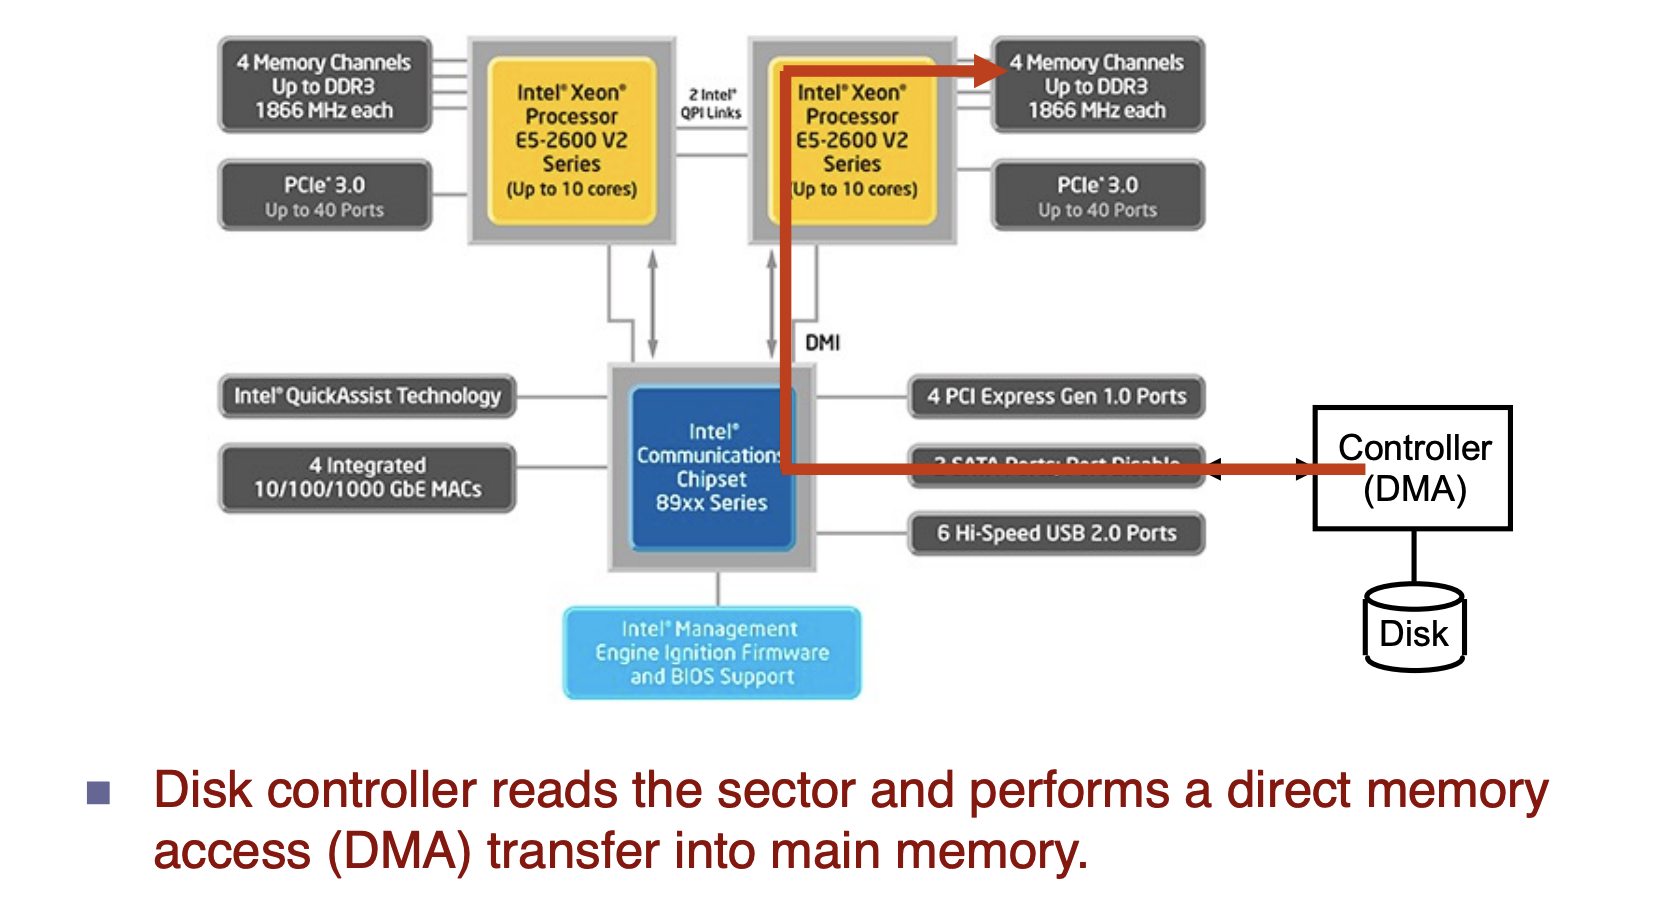 4 Memory Channels
Up to DDR3
1866 MHz each
PCIe* 3.0
Up to 40 Ports
Intel® Xeon®
Processor
E5-2600 V2
Series
(Up to 10 cores)
2 Intel®
QPI Links
Intel® Xeon®
Processor
E5-2600 V2
Series
(Up to 10 cores)
4 Memory Channels
Up to DDR3
1866 MHz each
PCIe* 3.0
Up to 40 Ports
DMI
Intel® QuickAssist Technology
4 Integrated
10/100/1000 GbE MACs
Intel®
Communications
Chipset
89xx Series
4 PCI Express Gen 1.0 Ports
SATA Ports; Port Disable
6 Hi-Speed USB 2.0 Ports
Controller
(DMA)
Disk
Intel® Management
Engine Ignition Firmware
and BIOS Support
Disk controller reads the sector and performs a direct memory
access (DMA) transfer into main memory.